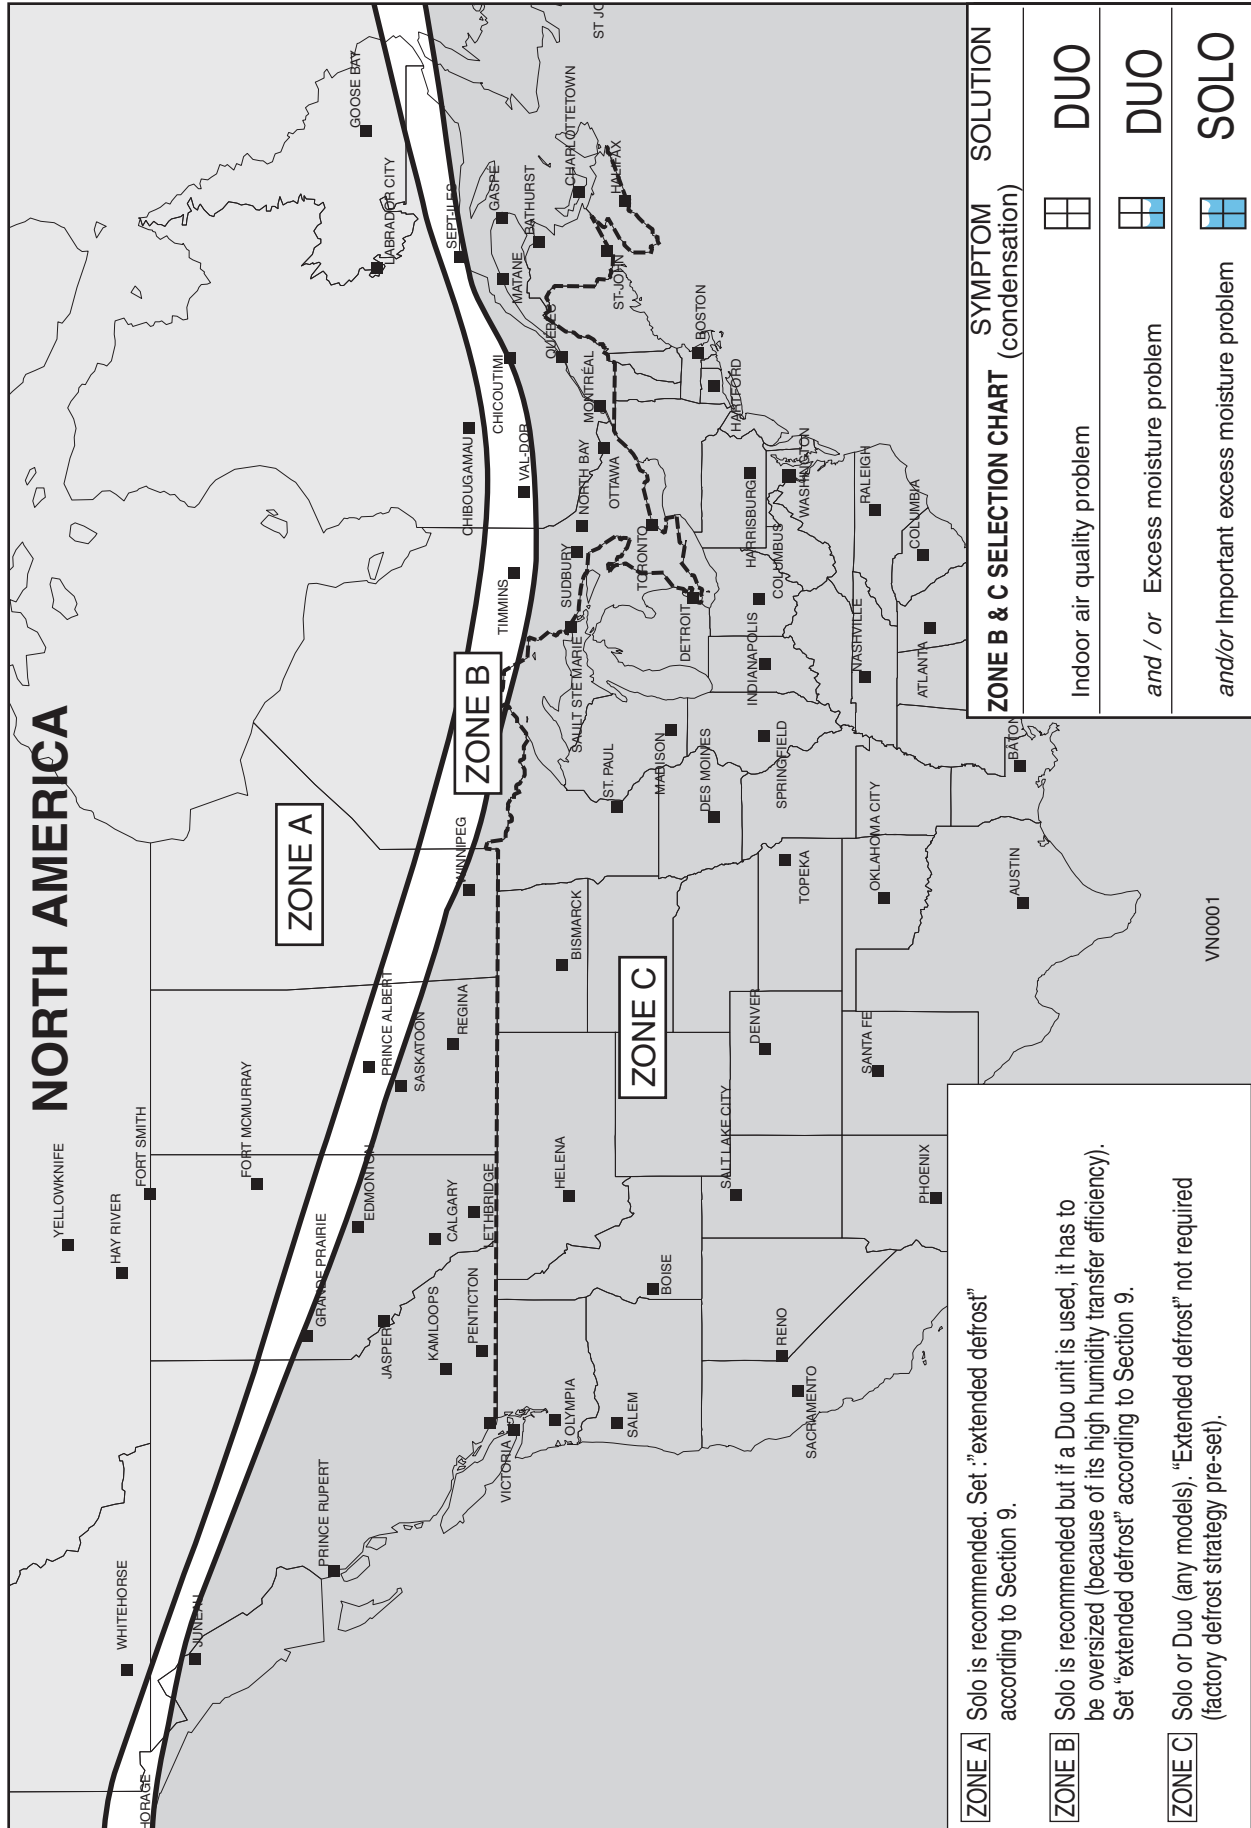 NORTH AMERICA
YELLOWKNIFE
HAY RIVER
FORT SMITH
WHITEHORSE
FORT MCMURRAY
GOOSE BAY
LABRADOR CITY
JUNEAU
HORAGE
ZONE A
GRANDE PRAIRIE
EDMONTON
PRINCE ALBERT
PRINCE RUPERT
JASPER
SASKATOON
KAMLOOPS
CALGARY
REGINA
WINNIPEG
PENTICTON
LETHBRIDGE
ZONE B
CHIBOUGAMAU
SEPT-ILES
CHICOUTIMI
VAL-DOR
TIMMINS
GASPÉ
MATANE
BATHURST
QUÉBEC
CHARLOTTETOWN
ST JO
HALIFAX
ST-JOHN
MONTRÉAL
NORTH BAY
OTTAWA
SUDBURY
SAULT STE MARIE
TORONTO
VICTORIA
OLYMPIA
HELENA
BISMARCK
ST. PAUL
SALEM
BOISE
ZONE C
MADISON
DETROIT
BOSTON
HARTFORD
DES MOINES
HARRISBURG
WASHINGTON
COLUMBUS
INDIANAPOLIS
SPRINGFIELD
SALT LAKE CITY
DENVER
TOPEKA
RENO
SACRAMENTO
NASHVILLE
RALEIGH
COLUMBIA
ATLANTA
SANTA FE
OKLAHOMA CITY
PHOENIX
AUSTIN
BATON
VN0001
ZONE A Solo is recommended. Set :"extended defrost"
according to Section 9.
ZONE B Solo is recommended but if a Duo unit is used, it has to
be oversized (because of its high humidity transfer efficiency).
Set "extended defrost" according to Section 9.
ZONE C Solo or Duo (any models). "Extended defrost" not required
(factory defrost strategy pre-set).
ZONE B & C SELECTION CHART SYMPTOM SOLUTION
(condensation)
Indoor air quality problem DUO
and / or Excess moisture problem DUO
and/or Important excess moisture problem SOLO